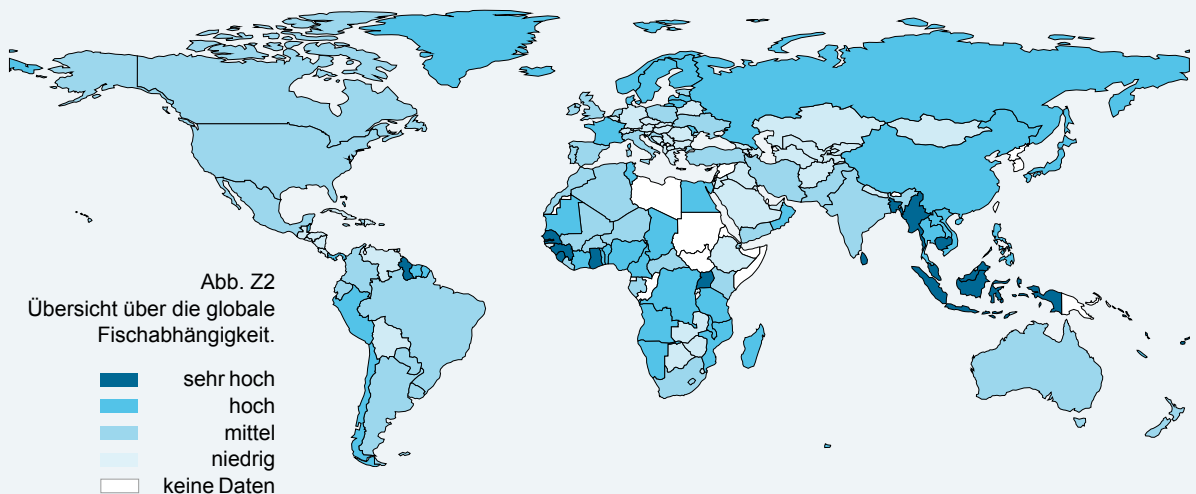 Abb. Z2
Übersicht über die globale
Fischabhängigkeit.
sehr hoch
hoch
mittel
niedrig
keine Daten